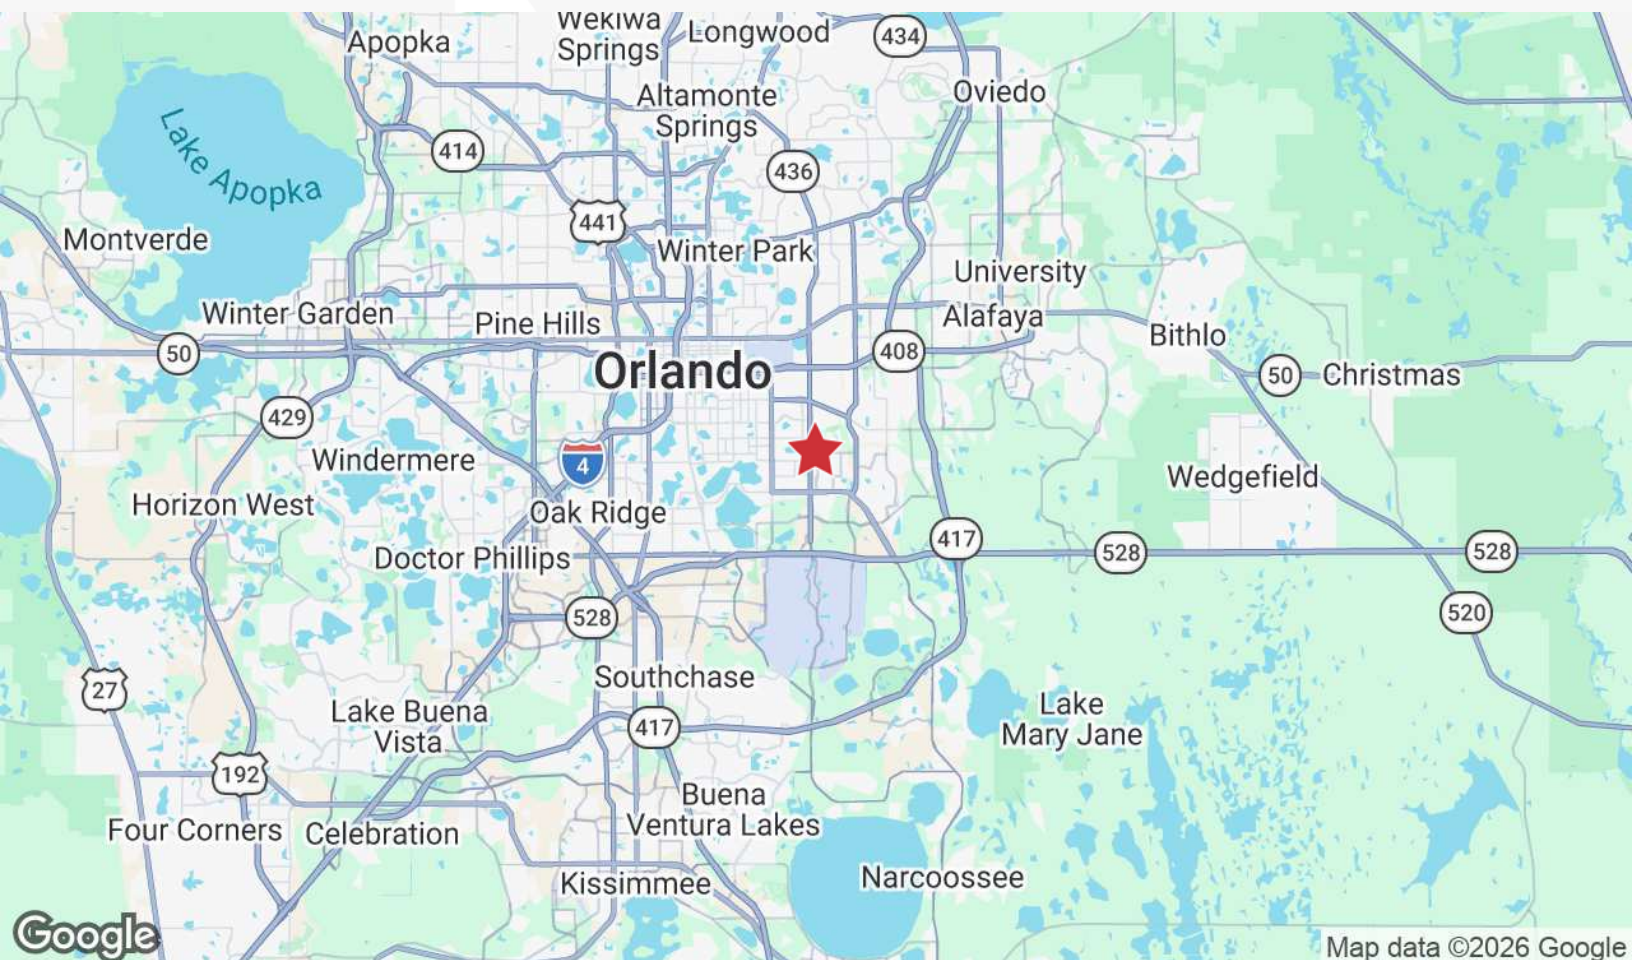 Wekiwa
Springs
Longwood
434
Apopka
Oviedo
Altamonte
Springs
414
436
Lake Apopka
441
Montverde
Winter Park
University
Winter Garden
Pine Hills
Alafaya
Bithlo
50
408
Orlando
50
Christmas
429
Windermere
4
Wedgefield
Horizon West
Oak Ridge
Doctor Phillips
417
528
528
528
520
27
Southchase
Lake
Mary Jane
Lake Buena
Vista
417
192
Buena
Ventura Lakes
Four Corners
Celebration
Kissimmee
Narcoossee
Google
Map data ©2026 Google